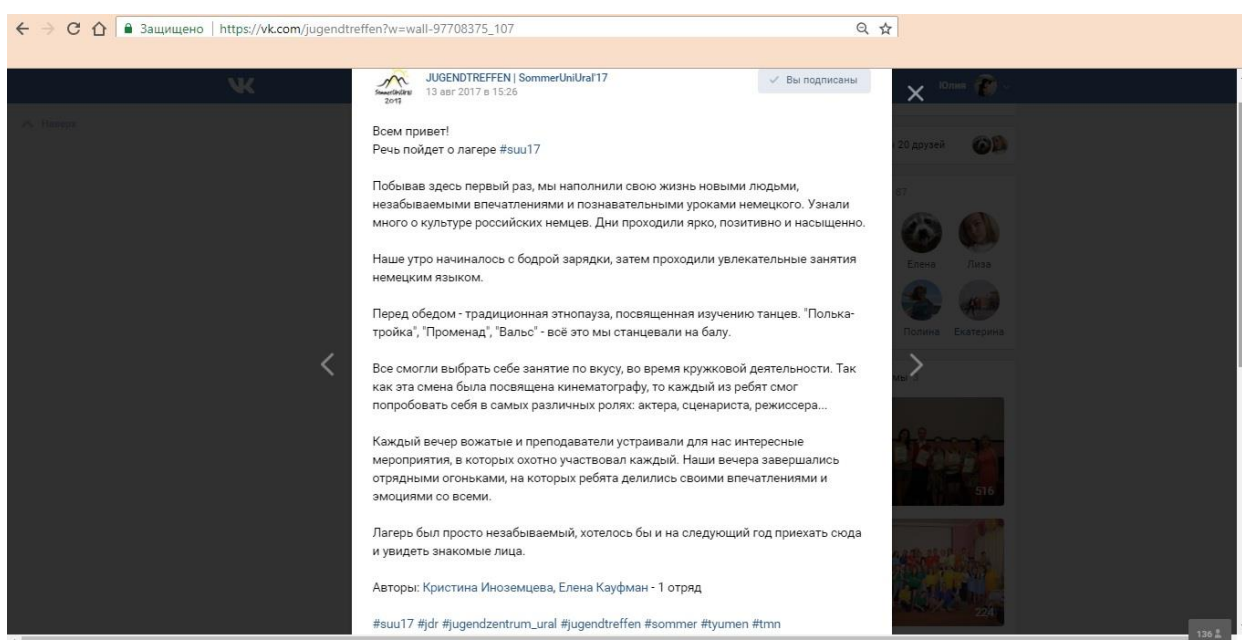 Защищено
https://vk.com/jugendtreffen?w=wall-97708375_107
JUGENDTREFFEN | SommerUniUral'17
13 авг 2017 в 15:26
Вы подписаны
Юлия
SommerUniUral
2017
Наверх
Всем привет!
Речь пойдет о лагере #suu17
20 друзей
Побывав здесь первый раз, мы наполнили свою жизнь новыми людьми,
незабываемыми впечатлениями и познавательными уроками немецкого. Узнали
много о культуре российских немцев. Дни проходили ярко, позитивно и насыщенно.
87
Елена Лиза
Наше утро начиналось с бодрой зарядки, затем проходили увлекательные занятия
немецким языком.
Перед обедом - традиционная этнопауза, посвященная изучению танцев. "Полька-
тройка", "Променад", "Вальс" - всё это мы станцевали на балу.
Полина Екатерина
Все смогли выбрать себе занятие по вкусу, во время кружковой деятельности. Так
как эта смена была посвящена кинематографу, то каждый из ребят смог
попробовать себя в самых различных ролях: актера, сценариста, режиссера...
Каждый вечер вожатые и преподаватели устраивали для нас интересные
мероприятия, в которых охотно участвовал каждый. Наши вечера завершались
отрядными огоньками, на которых ребята делились своими впечатлениями и
эмоциями со всеми.
516
Лагерь был просто незабываемый, хотелось бы и на следующий год приехать сюда
и увидеть знакомые лица.
Авторы: Кристина Иноземцева, Елена Кауфман - 1 отряд
224
#suu17 #jdr #jugendzentrum_ural #jugendtreffen #sommer #tyumen #tmn
136